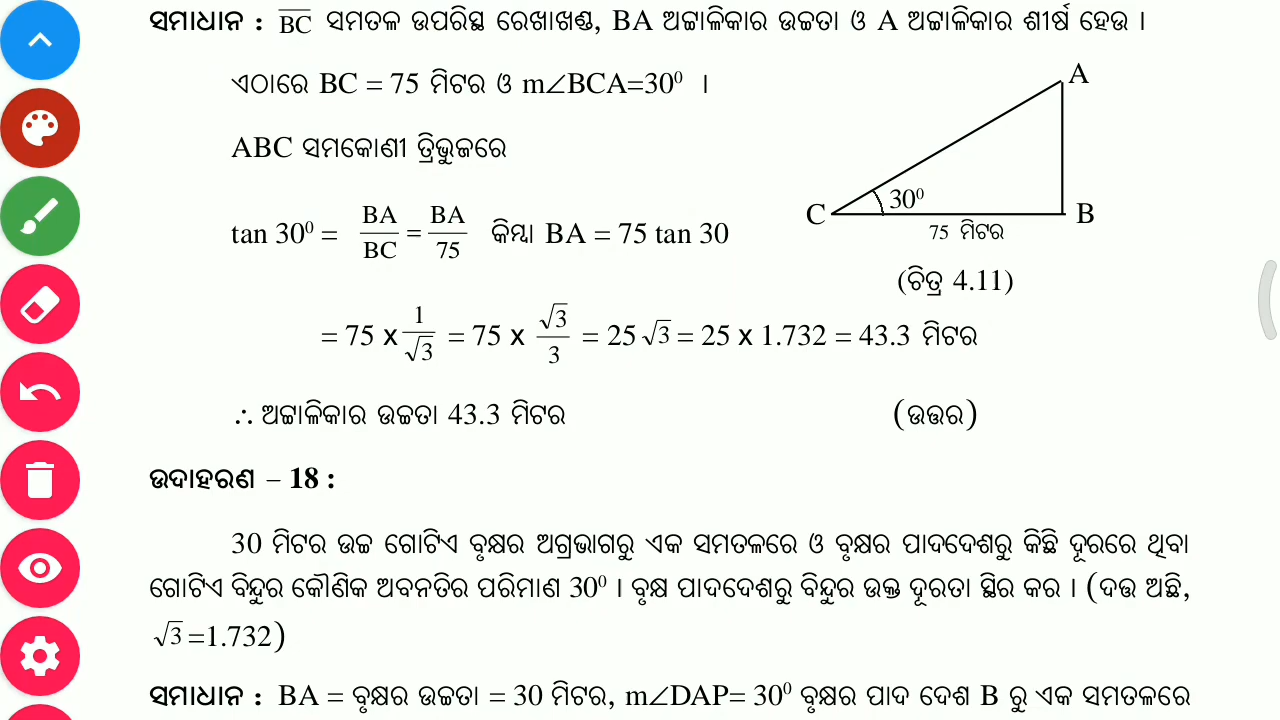 ସମାଧାନ : BC ସମତଳ ଉପରିସ୍ଥ ରେଖାଖଣ୍ଡ, BA ଅଟ୍ଟାଳିକାର ଉଚ୍ଚତା ଓ A ଅଟ୍ଟାଳିକାର ଶୀର୍ଷ ହେଉ ।
ଏଠାରେ BC = 75 ମିଟର ଓ m∠BCA=30⁰ ।
ABC ସମକୋଣୀ ତ୍ରିଭୁଜରେ
tan 30⁰ = BA/BC = BA/75 କିମ୍ବା BA = 75 tan 30
= 75 × 1/√3 = 75 × √3/3 = 25 √3 = 25 × 1.732 = 43.3 ମିଟର
∴ ଅଟ୍ଟାଳିକାର ଉଚ୍ଚତା 43.3 ମିଟର (ଉତ୍ତର)
A
C 30⁰ B
75 ମିଟର
(ଚିତ୍ର 4.11)
ଉଦାହରଣ – 18 :
30 ମିଟର ଉଚ୍ଚ ଗୋଟିଏ ବୃକ୍ଷର ଅଗ୍ରଭାଗରୁ ଏକ ସମତଳରେ ଓ ବୃକ୍ଷର ପାଦଦେଶରୁ କିଛି ଦୂରରେ ଥିବା
ଗୋଟିଏ ବିନ୍ଦୁର କୌଣିକ ଅବନତିର ପରିମାଣ 30⁰ । ବୃକ୍ଷ ପାଦଦେଶରୁ ବିନ୍ଦୁର ଉକ୍ତ ଦୂରତା ସ୍ଥିର କର । (ଦତ୍ତ ଅଛି,
√3 =1.732)
ସମାଧାନ : BA = ବୃକ୍ଷର ଉଚ୍ଚତା = 30 ମିଟର, m∠DAP= 30⁰ ବୃକ୍ଷର ପାଦ ଦେଶ B ରୁ ଏକ ସମତଳରେ